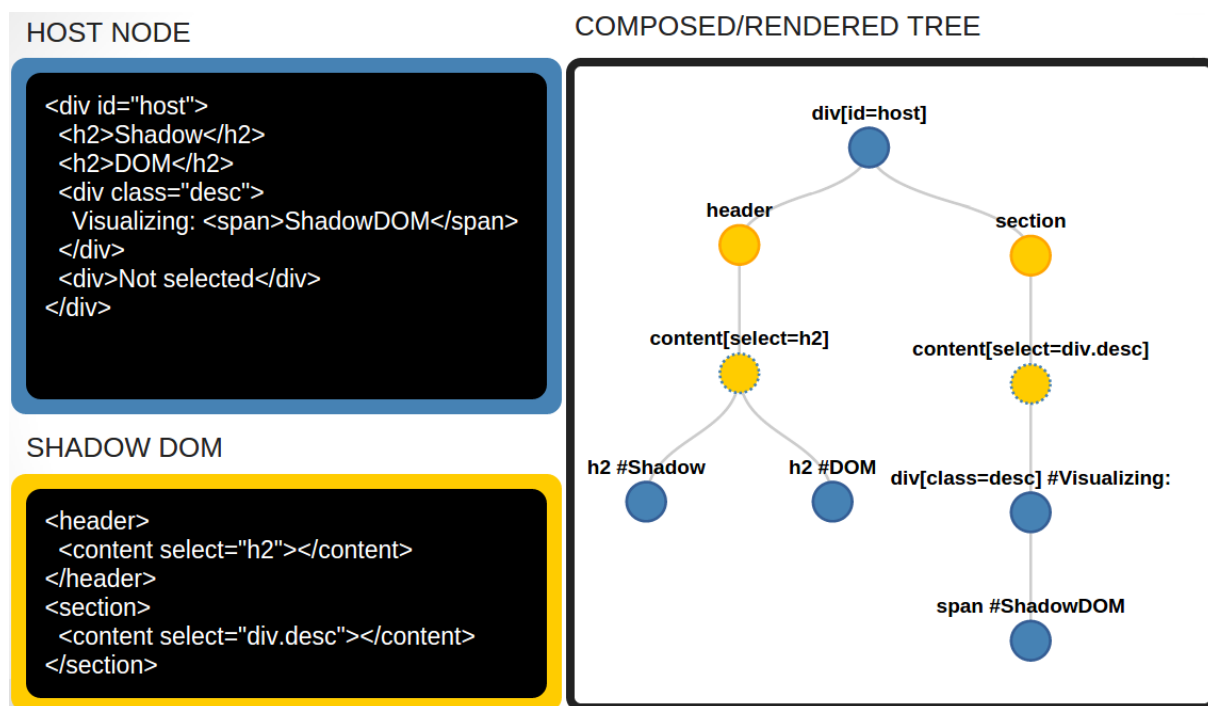 HOST NODE
<div id="host">
<h2>Shadow</h2>
<h2>DOM</h2>
<div class="desc">
Visualizing: <span>ShadowDOM</span>
</div>
<div>Not selected</div>
</div>
SHADOW DOM
<header>
<content select="h2"></content>
</header>
<section>
<content select="div.desc"></content>
</section>
COMPOSED/RENDERED TREE
div[id=host]
header
section
content[select=h2]
content[select=div.desc]
h2 #Shadow
h2 #DOM
div[class=desc] #Visualizing:
span #ShadowDOM